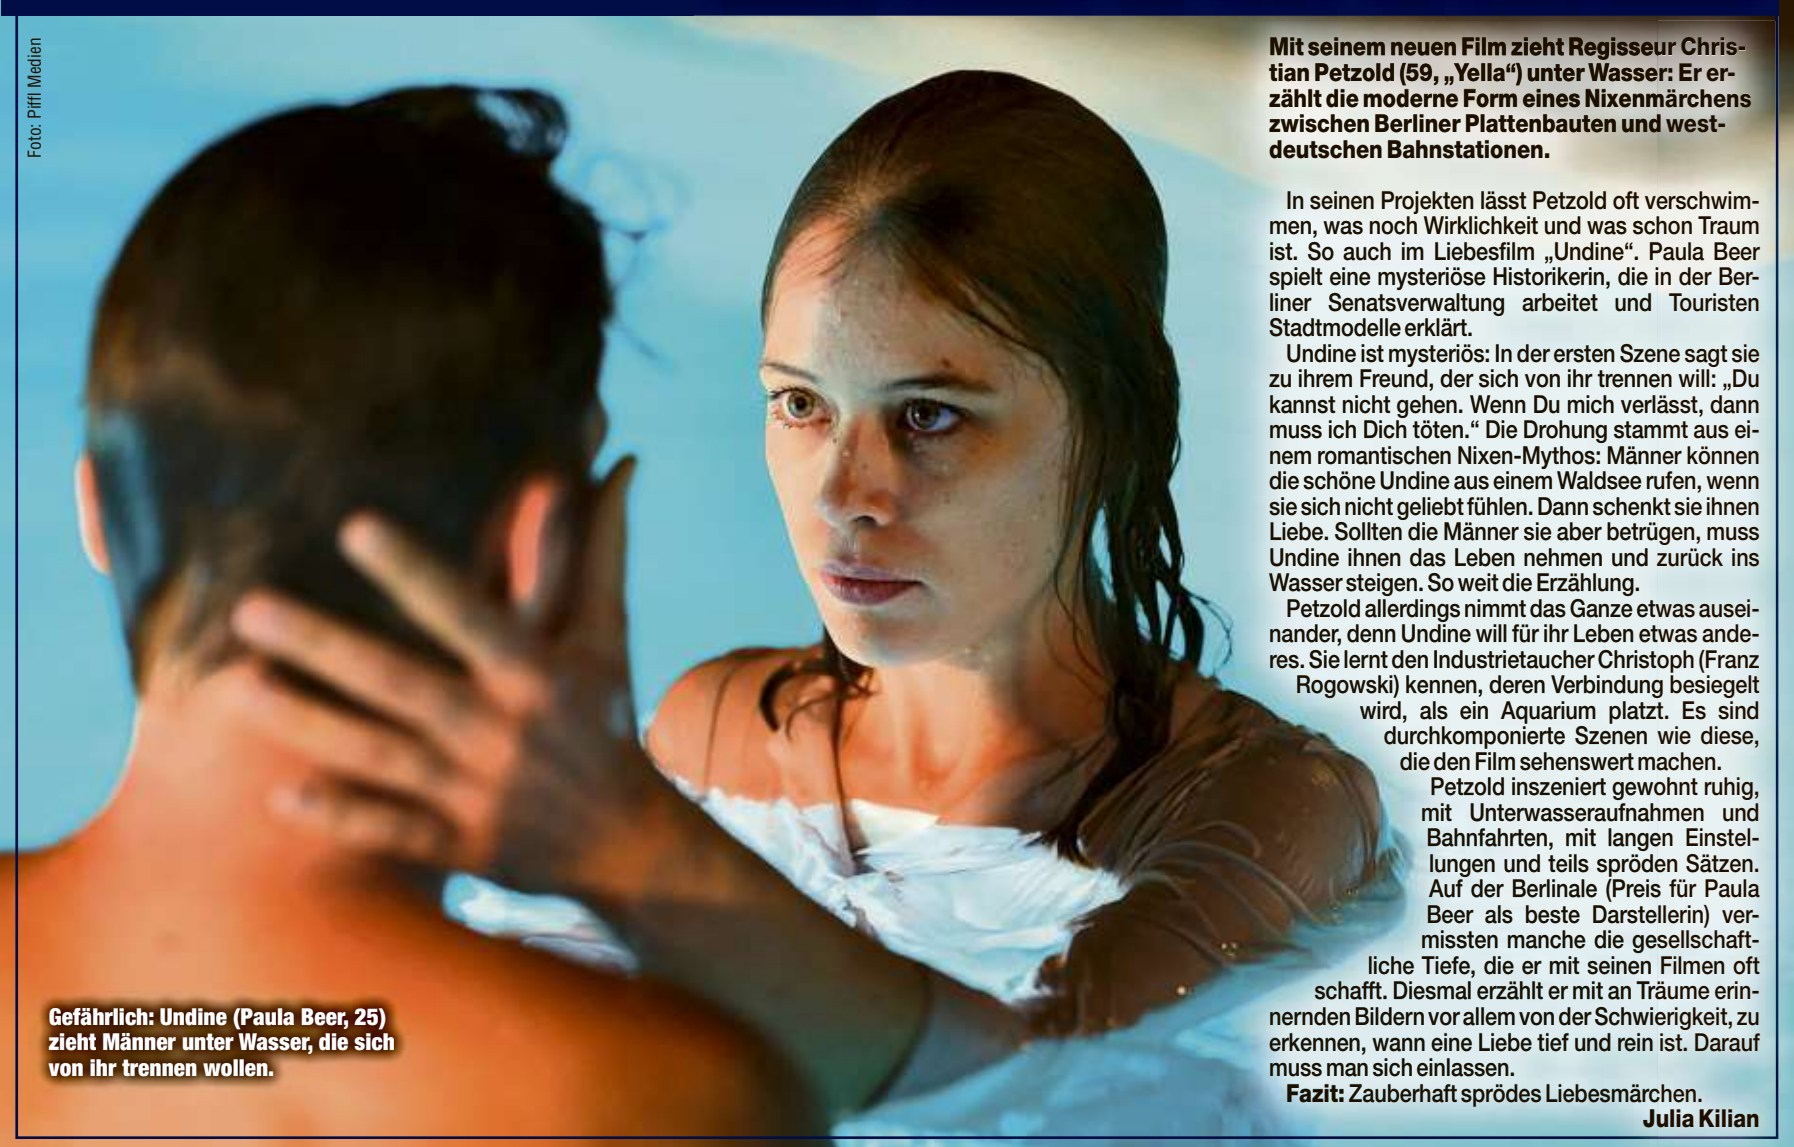 Foto: Piffl Medien
Mit seinem neuen Film zieht Regisseur Chris-
tian Petzold (59, „Yella“) unter Wasser: Er er-
zählt die moderne Form eines Nixenmärchens
zwischen Berliner Plattenbauten und west-
deutschen Bahnstationen.
In seinen Projekten lässt Petzold oft verschwim-
men, was noch Wirklichkeit und was schon Traum
ist. So auch im Liebesfilm „Undine“. Paula Beer
spielt eine mysteriöse Historikerin, die in der Ber-
liner Senatsverwaltung arbeitet und Touristen
Stadtmodelle erklärt.
Undine ist mysteriös: In der ersten Szene sagt sie
zu ihrem Freund, der sich von ihr trennen will: „Du
kannst nicht gehen. Wenn Du mich verlässt, dann
muss ich Dich töten.“ Die Drohung stammt aus ei-
nem romantischen Nixen-Mythos: Männer können
die schöne Undine aus einem Waldsee rufen, wenn
sie sich nicht geliebt fühlen. Dann schenkt sie ihnen
Liebe. Sollten die Männer sie aber betrügen, muss
Undine ihnen das Leben nehmen und zurück ins
Wasser steigen. So weit die Erzählung.
Petzold allerdings nimmt das Ganze etwas ausei-
nander, denn Undine will für ihr Leben etwas ande-
res. Sie lernt den Industrietaucher Christoph (Franz
Rogowski) kennen, deren Verbindung besiegelt
wird, als ein Aquarium platzt. Es sind
durchkomponierte Szenen wie diese,
die den Film sehenswert machen.
Petzold inszeniert gewohnt ruhig,
mit Unterwasseraufnahmen und
Bahnfahrten, mit langen Einstel-
lungen und teils spröden Sätzen.
Auf der Berlinale (Preis für Paula
Beer als beste Darstellerin) ver-
missten manche die gesellschaft-
liche Tiefe, die er mit seinen Filmen oft
schafft. Diesmal erzählt er mit an Träume erin-
nernden Bildern vor allem von der Schwierigkeit, zu
erkennen, wann eine Liebe tief und rein ist. Darauf
muss man sich einlassen.
Fazit: Zauberhaft sprödes Liebesmärchen.
Julia Kilian
Gefährlich: Undine (Paula Beer, 25)
zieht Männer unter Wasser, die sich
von ihr trennen wollen.